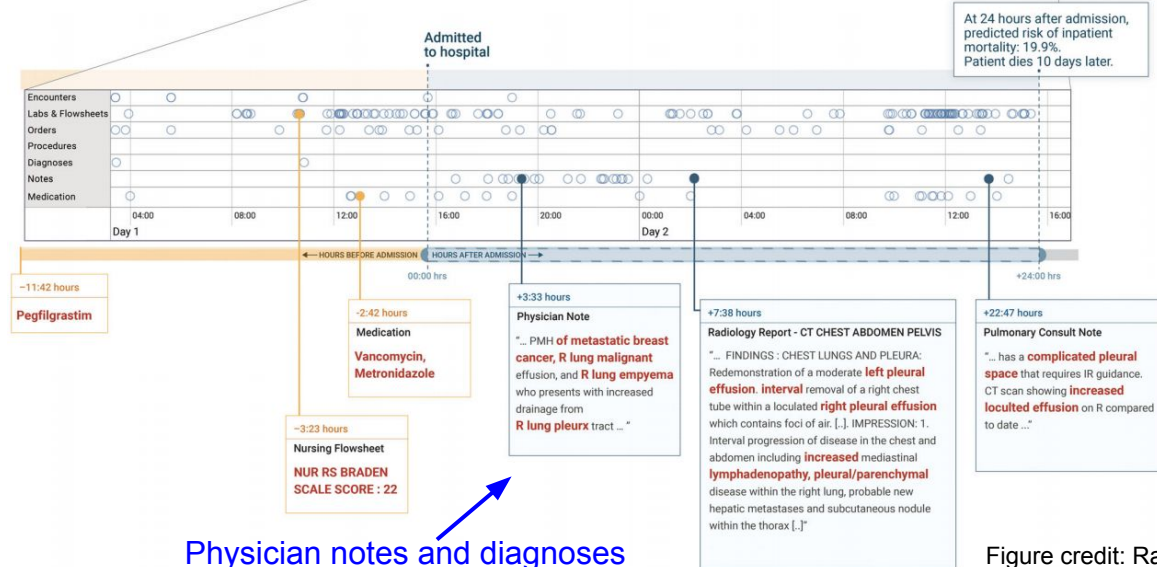 At 24 hours after admission,
predicted risk of inpatient
mortality: 19.9%.
Patient dies 10 days later.
Admitted
to hospital
Encounters
Labs & Flowsheets
Orders
Procedures
Diagnoses
Notes
Medication
04:00 08:00 12:00 16:00 20:00 00:00 04:00 08:00 12:00 16:00
Day 1 Day 2
HOURS BEFORE ADMISSION HOURS AFTER ADMISSION
00:00 hrs +24:00 hrs
−11:42 hours
Pegfilgrastim
-2:42 hours
Medication
Vancomycin,
Metronidazole
−3:23 hours
Nursing Flowsheet
NUR RS BRADEN
SCALE SCORE : 22
+3:33 hours
Physician Note
"... PMH of metastatic breast
cancer, R lung malignant
effusion, and R lung empyema
who presents with increased
drainage from
R lung pleurx tract ... "
+7:38 hours
Radiology Report - CT CHEST ABDOMEN PELVIS
"... FINDINGS : CHEST LUNGS AND PLEURA:
Redemonstration of a moderate left pleural
effusion. interval removal of a right chest
tube within a loculated right pleural effusion
which contains foci of air. [..]. IMPRESSION: 1.
Interval progression of disease in the chest and
abdomen including increased mediastinal
lymphadenopathy, pleural/parenchymal
disease within the right lung, probable new
hepatic metastases and subcutaneous nodule
within the thorax [..]"
+22:47 hours
Pulmonary Consult Note
"... has a complicated pleural
space that requires IR guidance.
CT scan showing increased
loculted effusion on R compared
to date ..."
Physician notes and diagnoses
Figure credit: Ra